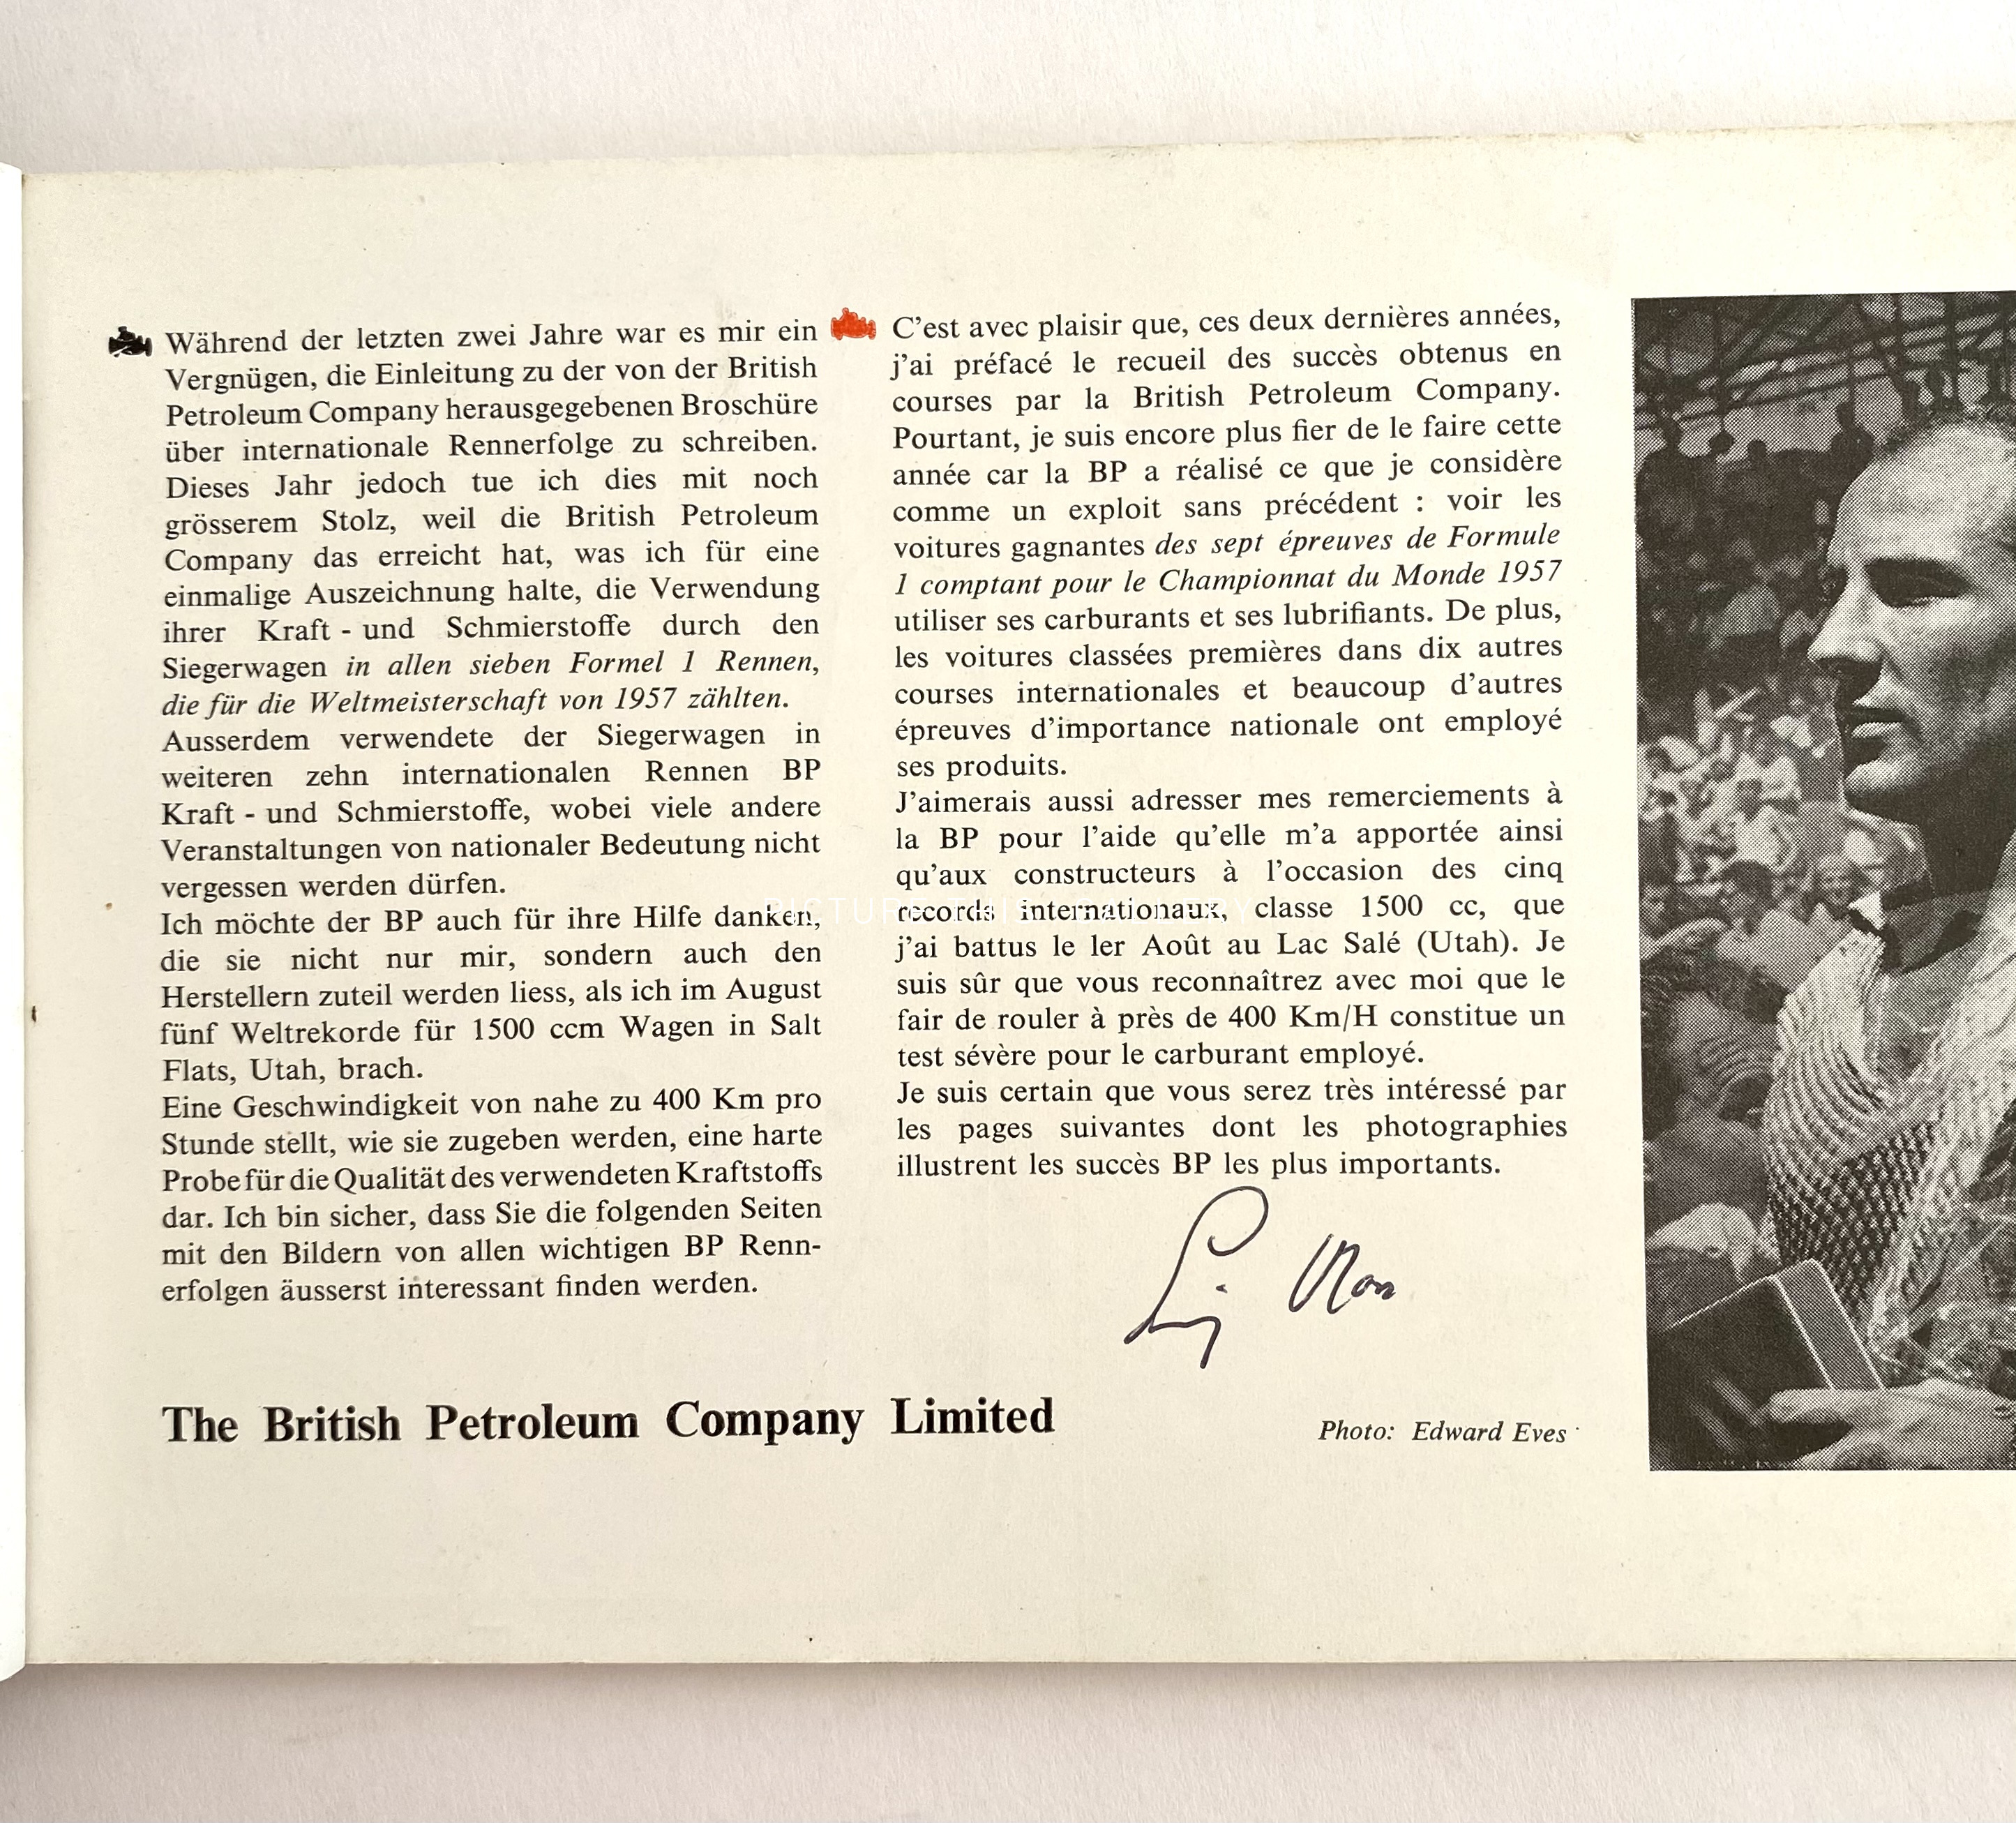 Während der letzten zwei Jahre war es mir ein
Vergnügen, die Einleitung zu der von der British
Petroleum Company herausgegebenen Broschüre
über internationale Rennerfolge zu schreiben.
Dieses Jahr jedoch tue ich dies mit noch
grösserem Stolz, weil die British Petroleum
Company das erreicht hat, was ich für eine
einmalige Auszeichnung halte, die Verwendung
ihrer Kraft - und Schmierstoffe durch den
Siegerwagen in allen sieben Formel 1 Rennen,
die für die Weltmeisterschaft von 1957 zählten.
Ausserdem verwendete der Siegerwagen in
weiteren zehn internationalen Rennen BP
Kraft - und Schmierstoffe, wobei viele andere
Veranstaltungen von nationaler Bedeutung nicht
vergessen werden dürfen.
Ich möchte der BP auch für ihre Hilfe danken,
die sie nicht nur mir, sondern auch den
Herstellern zuteil werden liess, als ich im August
fünf Weltrekorde für 1500 ccm Wagen in Salt
Flats, Utah, brach.
Eine Geschwindigkeit von nahe zu 400 Km pro
Stunde stellt, wie sie zugeben werden, eine harte
Probe für die Qualität des verwendeten Kraftstoffs
dar. Ich bin sicher, dass Sie die folgenden Seiten
mit den Bildern von allen wichtigen BP Renn-
erfolgen äusserst interessant finden werden.
C'est avec plaisir que, ces deux dernières années,
j'ai préfacé le recueil des succès obtenus en
courses par la British Petroleum Company.
Pourtant, je suis encore plus fier de le faire cette
année car la BP a réalisé ce que je considère
comme un exploit sans précédent : voir les
voitures gagnantes des sept épreuves de Formule
1 comptant pour le Championnat du Monde 1957
utiliser ses carburants et ses lubrifiants. De plus,
les voitures classées premières dans dix autres
courses internationales et beaucoup d'autres
épreuves d'importance nationale ont employé
ses produits.
J'aimerais aussi adresser mes remerciements à
la BP pour l'aide qu'elle m'a apportée ainsi
qu'aux constructeurs à l'occasion des cinq
records internationaux, classe 1500 cc, que
j'ai battus le ler Août au Lac Salé (Utah). Je
suis sûr que vous reconnaîtrez avec moi que le
fair de rouler à près de 400 Km/H constitue un
test sévère pour le carburant employé.
Je suis certain que vous serez très intéressé par
les pages suivantes dont les photographies
illustrent les succès BP les plus importants.
The British Petroleum Company Limited
Photo: Edward Eves